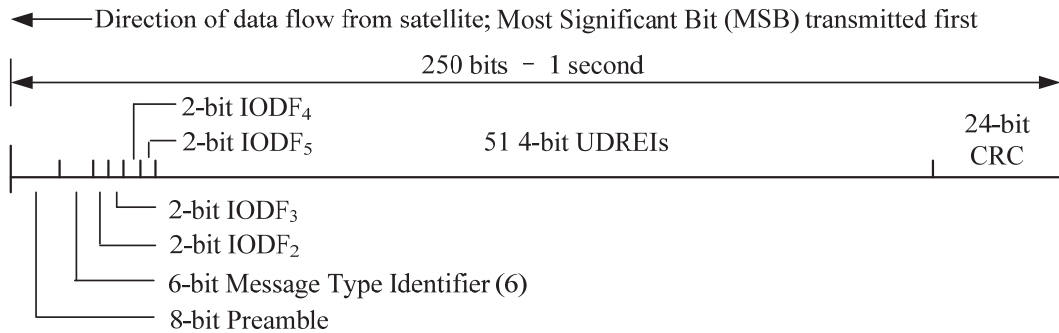 Direction of data flow from satellite; Most Significant Bit (MSB) transmitted first
250 bits - 1 second
2-bit IODF4
2-bit IODF5
51 4-bit UDREIs
24-bit
CRC
2-bit IODF3
2-bit IODF2
6-bit Message Type Identifier (6)
8-bit Preamble